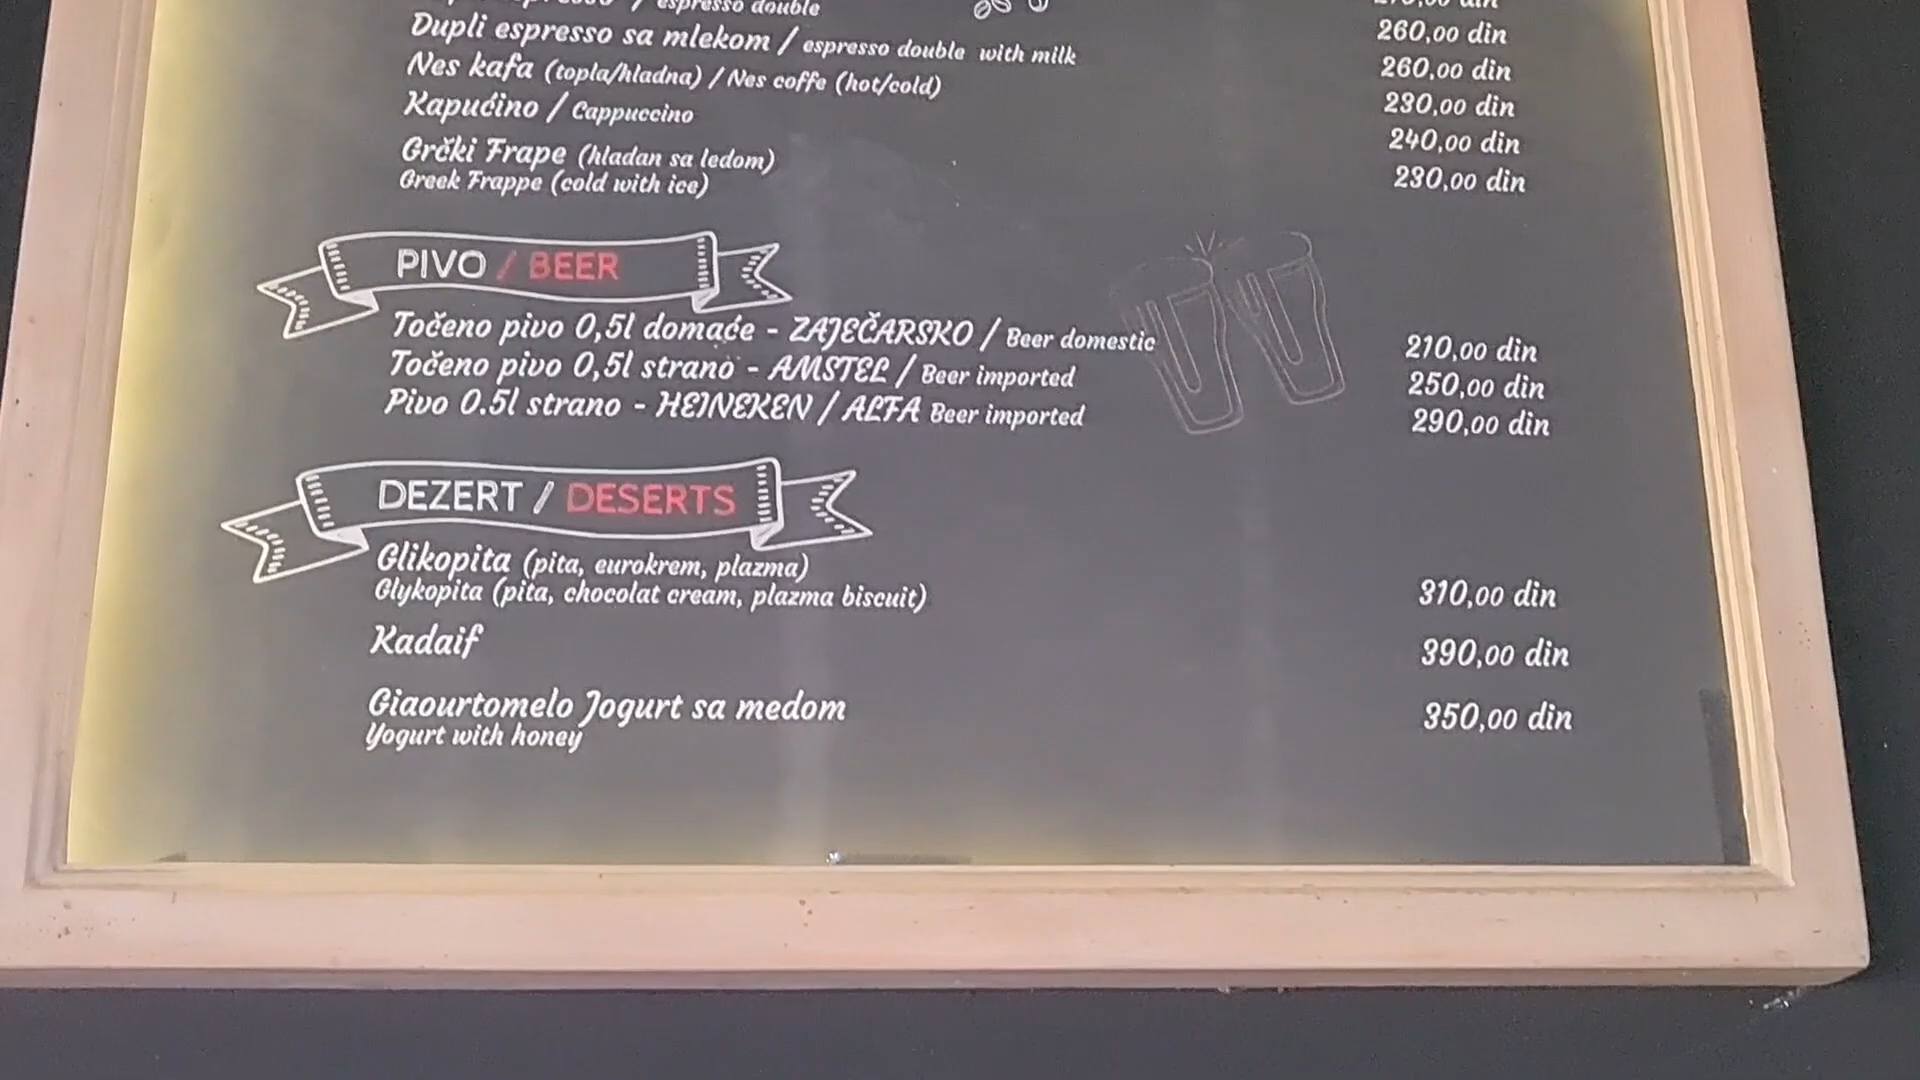 espresso double
Dupli espresso sa mlekom / espresso double with milk 260,00 din
Nes kafa (topla/hladna) / Nes coffe (hot/cold) 260,00 din
Kapućino / Cappuccino 230,00 din
240,00 din
Grčki Frape (hladan sa ledom)
Greek Frappe (cold with ice) 230,00 din
PIVO / BEER
Točeno pivo 0,5l domaće - ZAJEČARSKO / Beer domestic 210,00 din
Točeno pivo 0,5l strano - AMSTEL / Beer imported 250,00 din
Pivo 0.5l strano - HEINEKEN / ALFA Beer imported 290,00 din
DEZERT / DESERTS
Glikopita (pita, eurokrem, plazma)
Glykopita (pita, chocolat cream, plazma biscuit) 310,00 din
Kadaif 390,00 din
Giaourtomelo Jogurt sa medom 350,00 din
Yogurt with honey